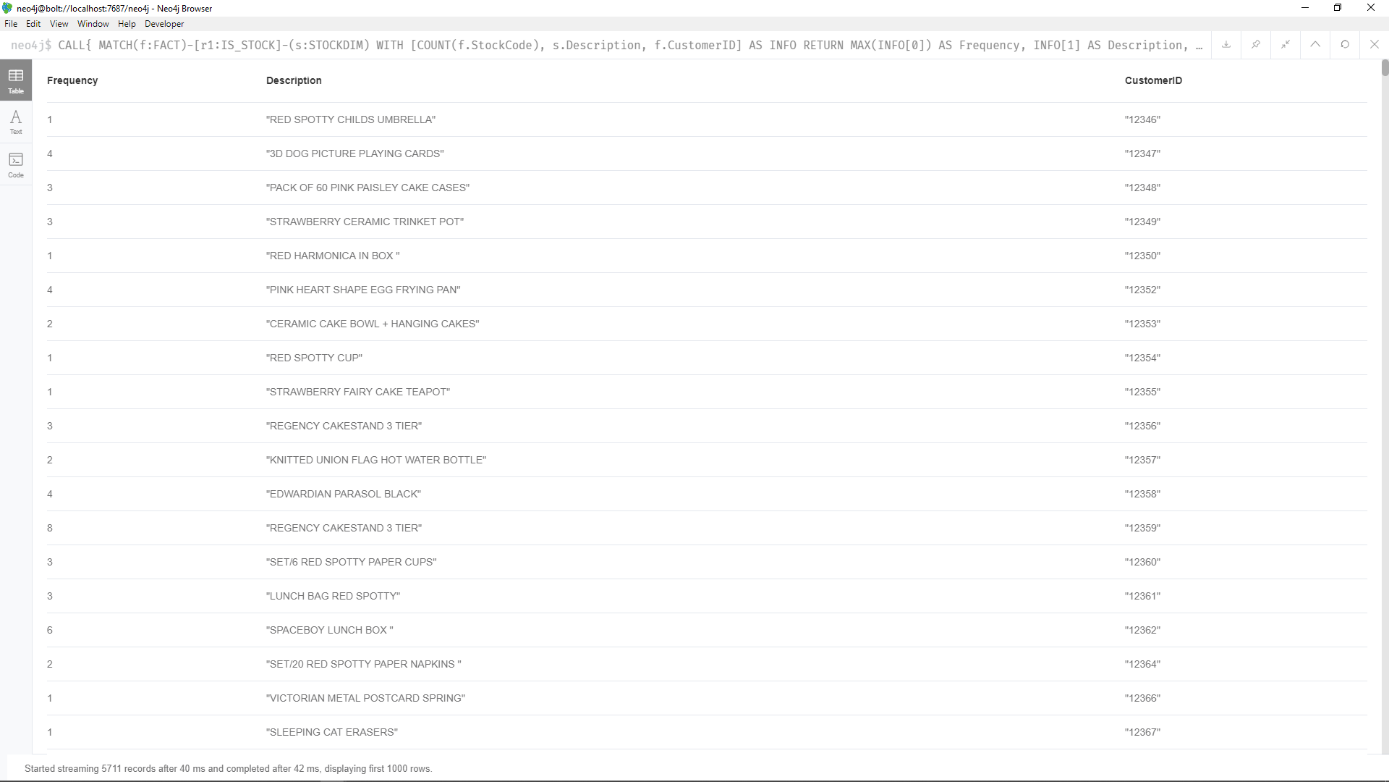 neo4j@bolt://localhost:7687/neo4j - Neo4j Browser
File Edit View Window Help Developer
neo4j$ CALL{ MATCH(f:FACT)-[r1:IS_STOCK]-(s:STOCKDIM) WITH [COUNT(f.StockCode), s.Description, f.CustomerID] AS INFO RETURN MAX(INFO[0]) AS Frequency, INFO[1] AS Description, …
Table
Text
Code
Frequency Description CustomerID
1 "RED SPOTTY CHILDS UMBRELLA" "12346"
4 "3D DOG PICTURE PLAYING CARDS" "12347"
3 "PACK OF 60 PINK PAISLEY CAKE CASES" "12348"
3 "STRAWBERRY CERAMIC TRINKET POT" "12349"
1 "RED HARMONICA IN BOX " "12350"
4 "PINK HEART SHAPE EGG FRYING PAN" "12352"
2 "CERAMIC CAKE BOWL + HANGING CAKES" "12353"
1 "RED SPOTTY CUP" "12354"
1 "STRAWBERRY FAIRY CAKE TEAPOT" "12355"
3 "REGENCY CAKESTAND 3 TIER" "12356"
2 "KNITTED UNION FLAG HOT WATER BOTTLE" "12357"
4 "EDWARDIAN PARASOL BLACK" "12358"
8 "REGENCY CAKESTAND 3 TIER" "12359"
3 "SET/6 RED SPOTTY PAPER CUPS" "12360"
3 "LUNCH BAG RED SPOTTY" "12361"
6 "SPACEBOY LUNCH BOX " "12362"
2 "SET/20 RED SPOTTY PAPER NAPKINS " "12364"
1 "VICTORIAN METAL POSTCARD SPRING" "12366"
1 "SLEEPING CAT ERASERS" "12367"
Started streaming 5711 records after 40 ms and completed after 42 ms, displaying first 1000 rows.